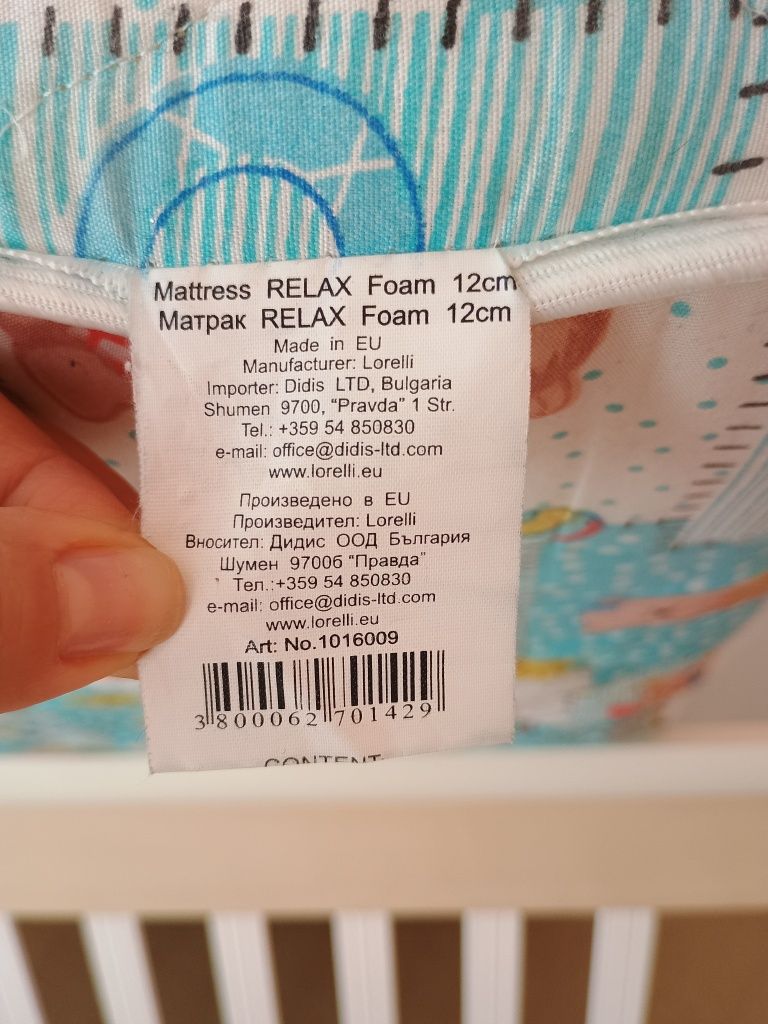 Mattress RELAX Foam 12cm
Матрак RELAX Foam 12cm
Made in EU
Manufacturer: Lorelli
Importer: Didis LTD, Bulgaria
Shumen 9700, "Pravda" 1 Str.
Tel.: +359 54 850830
e-mail: office@didis-ltd.com
www.lorelli.eu
Произведено в EU
Производител: Lorelli
Вносител: Дидис ООД България
Шумен 97006 "Правда"
Тел.:+359 54 850830
e-mail: office@didis-ltd.com
www.lorelli.eu
Art: No.1016009
3800062701429
CONTENT